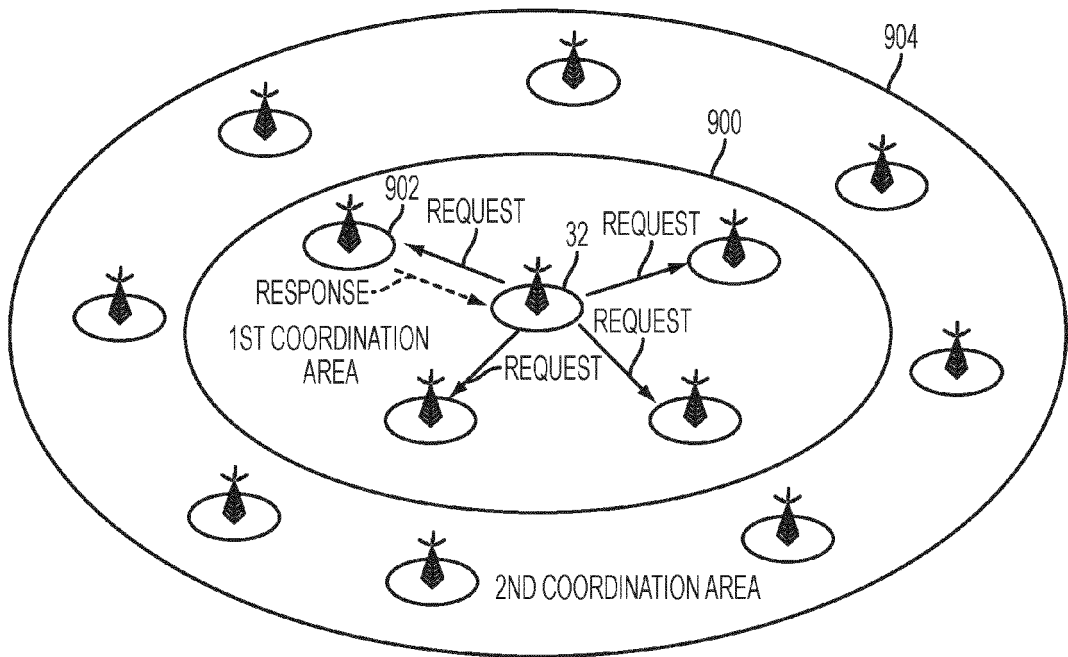 904
900
902
REQUEST
32
REQUEST
RESPONSE
REQUEST
1ST COORDINATION
AREA
REQUEST
2ND COORDINATION AREA